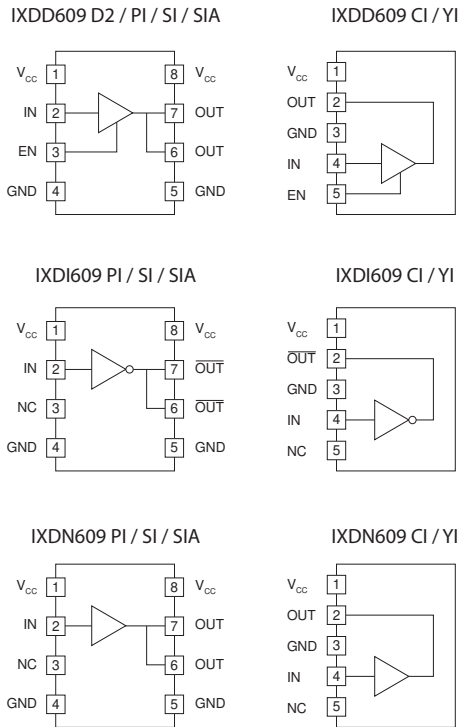 IXDD609 D2 / PI / SI / SIA
VCC 1 8 VCC
IN 2 7 OUT
EN 3 6 OUT
GND 4 5 GND
IXDD609 CI / YI
VCC 1
OUT 2
GND 3
IN 4
EN 5
IXDI609 PI / SI / SIA
VCC 1 8 VCC
IN 2 7 OUT
NC 3 6 OUT
GND 4 5 GND
IXDI609 CI / YI
VCC 1
OUT 2
GND 3
IN 4
NC 5
IXDN609 PI / SI / SIA
VCC 1 8 VCC
IN 2 7 OUT
NC 3 6 OUT
GND 4 5 GND
IXDN609 CI / YI
VCC 1
OUT 2
GND 3
IN 4
NC 5